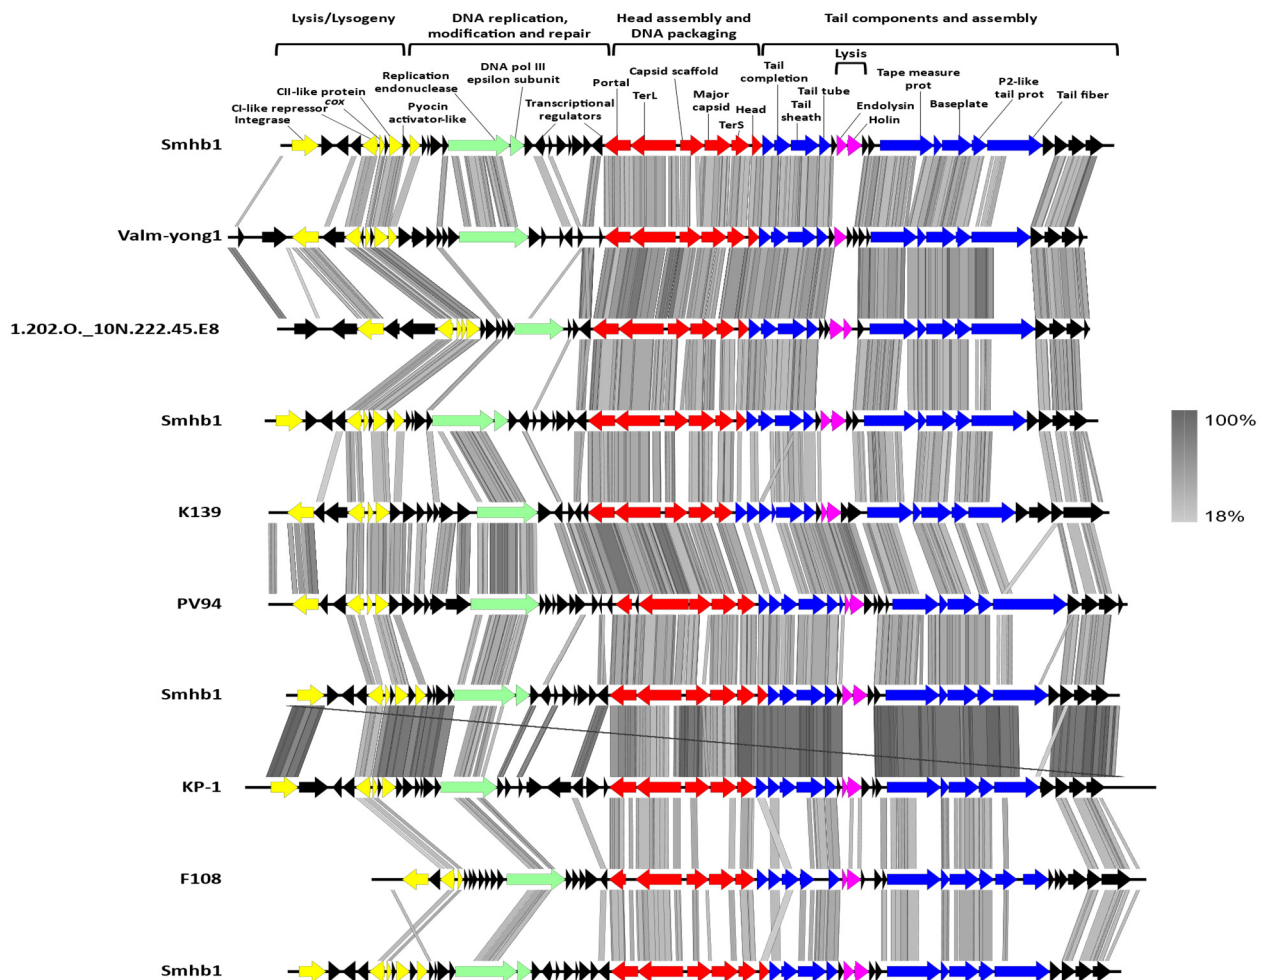 Lysis/Lysogeny
DNA replication,
modification and repair
Head assembly and
DNA packaging
Tail components and assembly
Lysis
CI-like repressor
Integrase
CII-like protein
cox
Replication
endonuclease
Pyocin
activator-like
DNA pol III
epsilon subunit
Transcriptional
regulators
Portal
TerL
Capsid scaffold
Major
capsid
TerS
Head
Tail
completion
Tail
sheath
Tail tube
Endolysin
Holin
Tape measure
prot
Baseplate
P2-like
tail prot
Tail fiber
Smhb1
Valm-yong1
1.202.O._10N.222.45.E8
Smhb1
K139
PV94
Smhb1
KP-1
F108
Smhb1
100%
18%